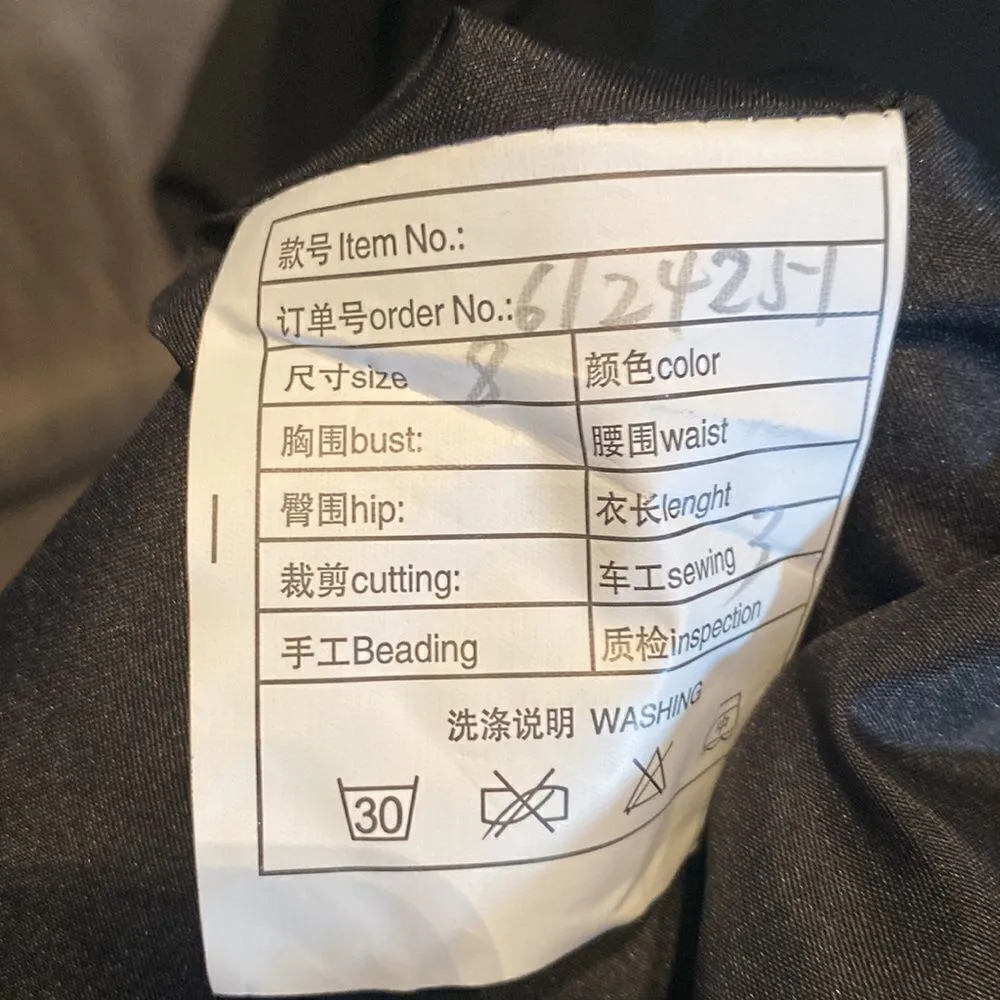 款号Item No.:
订单号order No.:6124251
尺寸size 8 颜色color
胸围bust: 腰围waist
臀围hip: 衣长lenght
裁剪cutting: 车工sewing 3
手工Beading 质检inspection
洗涤说明 WASHING
30